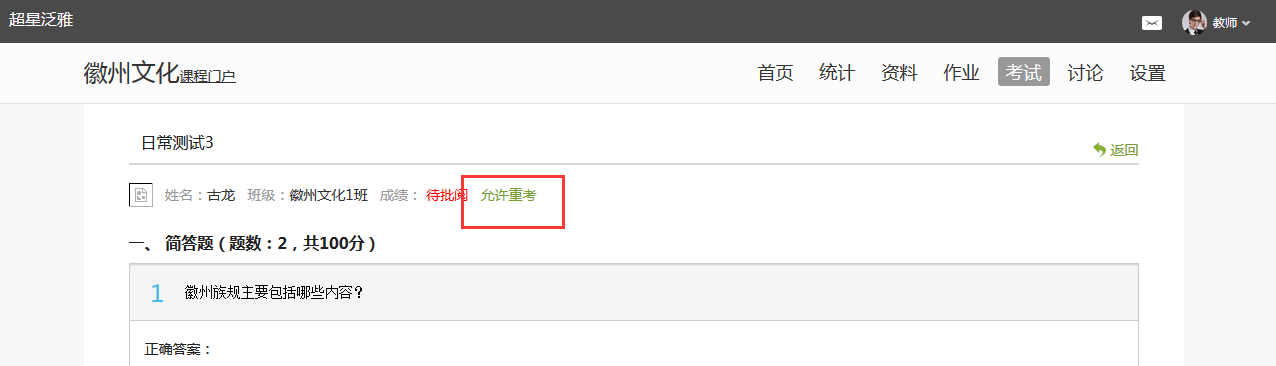 超星泛雅
教师
徽州文化课程门户 首页 统计 资料 作业 考试 讨论 设置
日常测试3
返回
姓名：古龙 班级：徽州文化1班 成绩： 待批阅 允许重考
一、 简答题（题数：2，共100分）
1 徽州族规主要包括哪些内容？
正确答案：